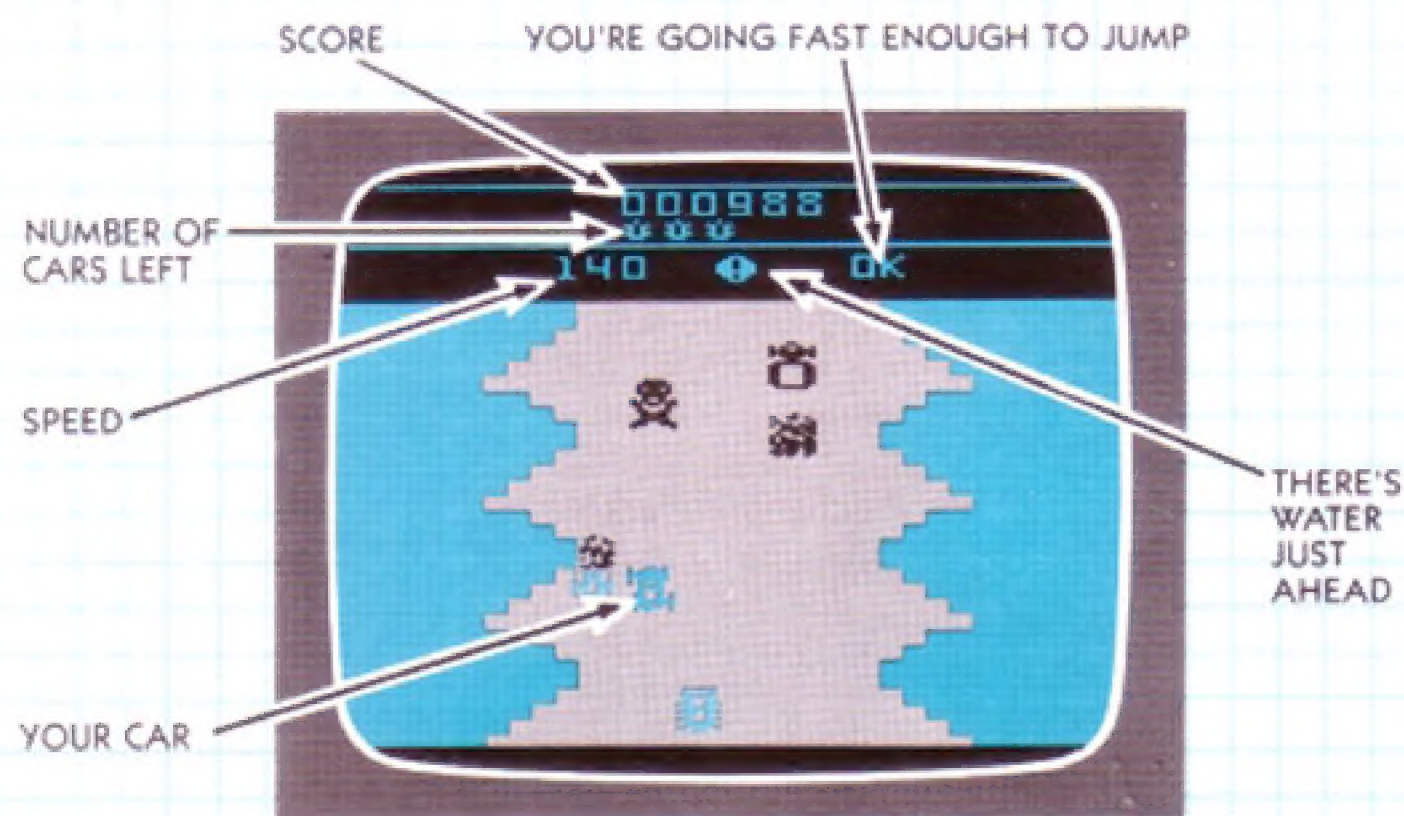 SCORE
YOU'RE GOING FAST ENOUGH TO JUMP
000988
NUMBER OF
CARS LEFT
140
OK
SPEED
THERE'S
WATER
JUST
AHEAD
YOUR CAR